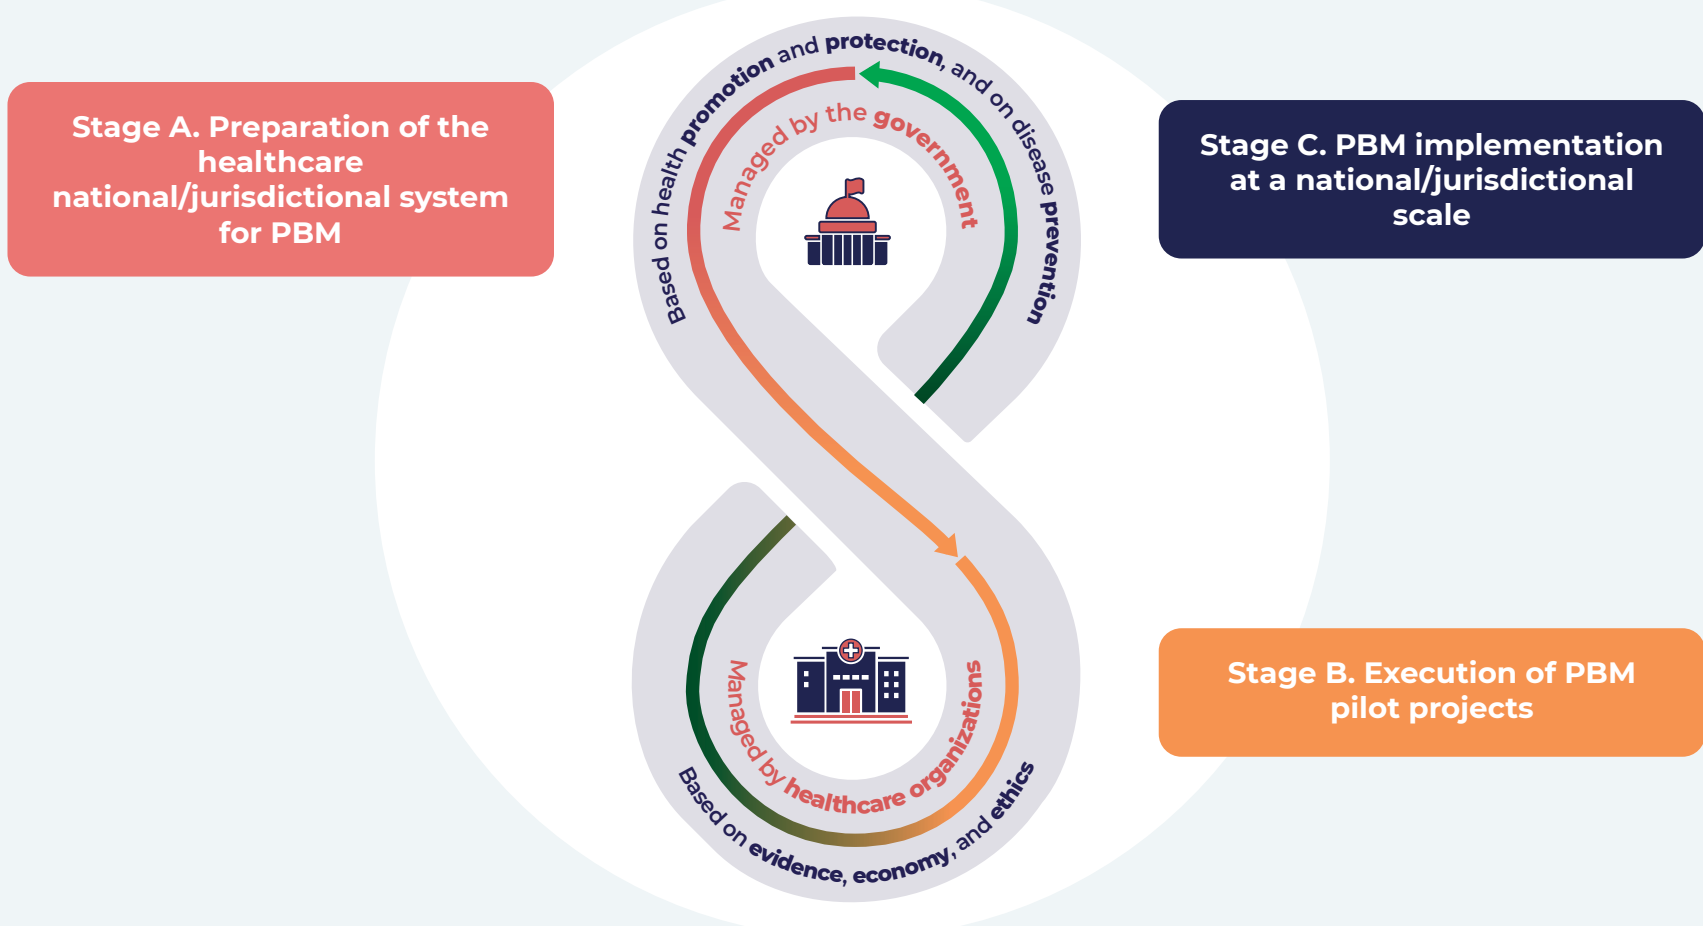 Stage A. Preparation of the
healthcare
national/jurisdictional system
for PBM
Based on health promotion and protection, and on disease prevention
Managed by the government
Stage C. PBM implementation
at a national/jurisdictional
scale
Managed by healthcare organizations
Based on evidence, economy, and ethics
Stage B. Execution of PBM
pilot projects